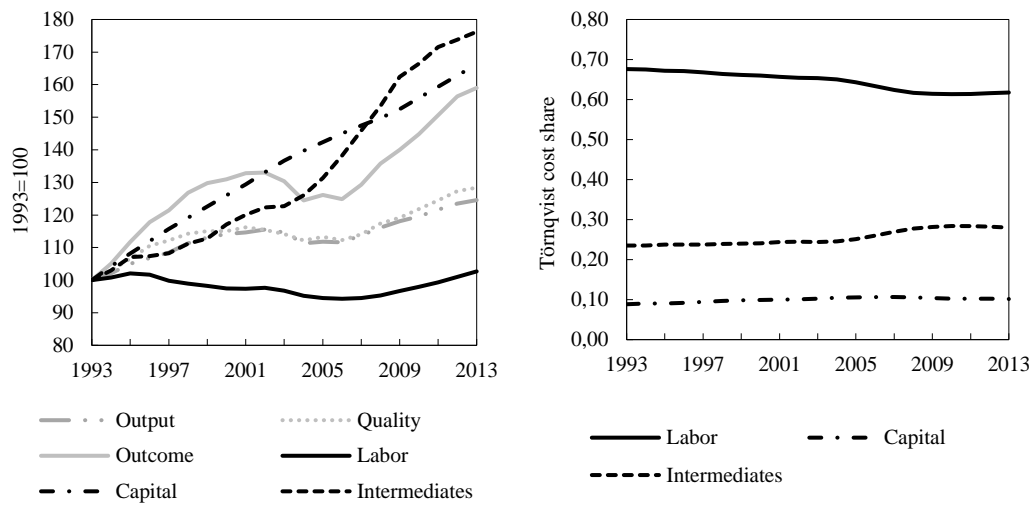 180
170
160
150
140
130
120
110
100
90
80
1993=100
1993 1997 2001 2005 2009 2013
Output Quality
Outcome Labor
Capital Intermediates
0,80
0,70
0,60
0,50
0,40
0,30
0,20
0,10
0,00
Törnqvist cost share
1993 1997 2001 2005 2009 2013
Labor Capital
Intermediates